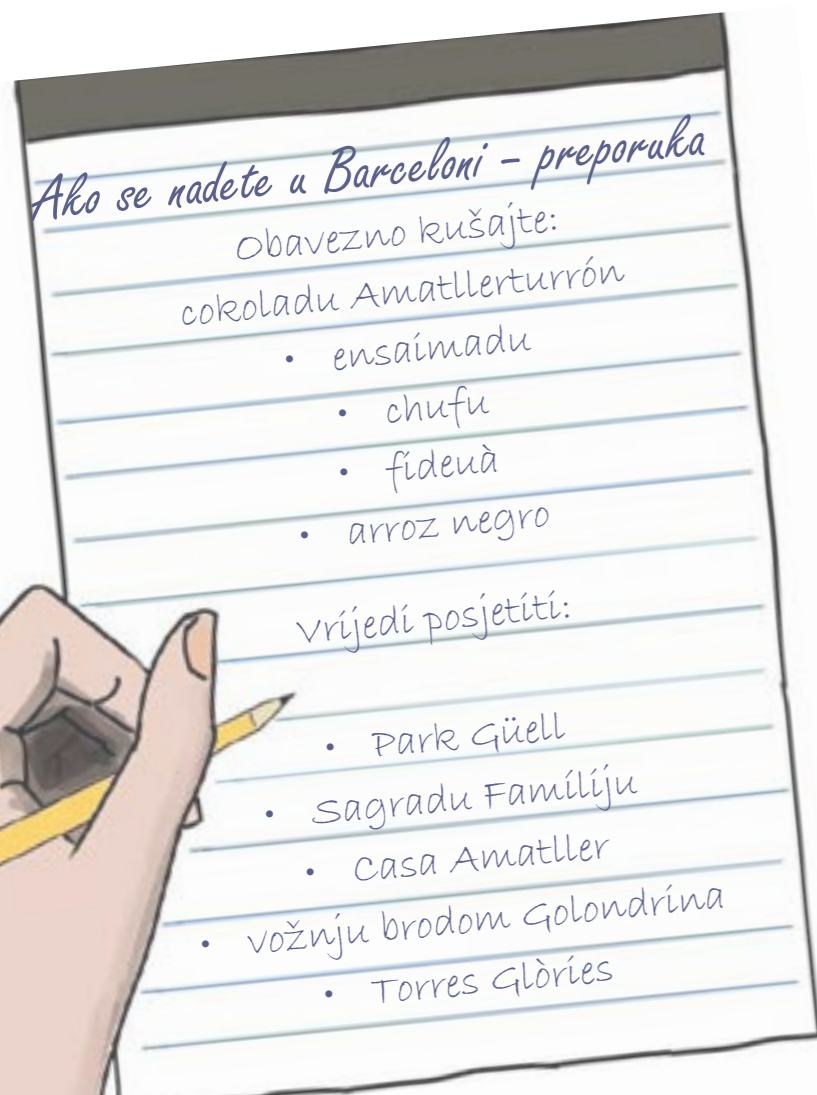 Ako se nadete u Barceloni – preporuka
Obavezno kušajte:
cokoladu Amatllerturrón
• ensaimadu
• chufu
• fideuà
• arroz negro
Vrijedi posjetiti:
• Park Güell
• Sagradu Familiju
• Casa Amatller
• vožnju brodom Golondrina
• Torres Glòries